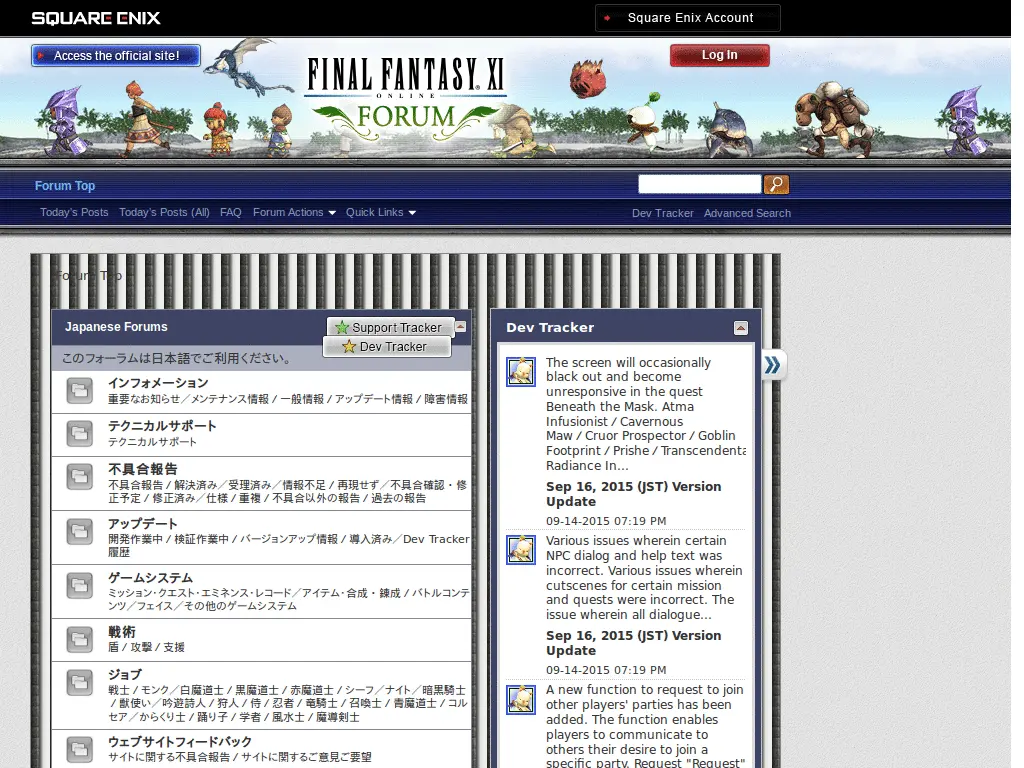 SQUARE ENIX
Square Enix Account
Access the official site!
FINAL FANTASY XI
ONLINE
FORUM
Log In
Forum Top
Today's Posts Today's Posts (All) FAQ Forum Actions Quick Links
Dev Tracker Advanced Search
Forum Top
Japanese Forums
Support Tracker
Dev Tracker
このフォーラムは日本語でご利用ください。
インフォメーション
重要なお知らせ／メンテナンス情報 / 一般情報 / アップデート情報 / 障害情報
テクニカルサポート
テクニカルサポート
不具合報告
不具合報告 / 解決済み／受理済み／情報不足 / 再現せず／不具合確認・修
正予定 / 修正済み／仕様 / 重複 / 不具合以外の報告 / 過去の報告
アップデート
開発作業中 / 検証作業中 / バージョンアップ情報 / 導入済み／Dev Tracker
履歴
ゲームシステム
ミッション･クエスト･エミネンス･レコード／アイテム･合成・錬成 / バトルコンテ
ンツ／フェイス／その他のゲームシステム
戦術
盾 / 攻撃 / 支援
ジョブ
戦士 / モンク／白魔道士 / 黒魔道士 / 赤魔道士 / シーフ／ナイト／暗黒騎士
/ 獣使い／吟遊詩人 / 狩人 / 侍 / 忍者 / 竜騎士 / 召喚士 / 青魔道士 / コル
セア／からくり士 / 踊り子 / 学者 / 風水士 / 魔導剣士
ウェブサイトフィードバック
サイトに関する不具合報告 / サイトに関するご意見ご要望
Dev Tracker
The screen will occasionally
black out and become
unresponsive in the quest
Beneath the Mask. Atma
Infusionist / Cavernous
Maw / Cruor Prospector / Goblin
Footprint / Prishe / Transcendenta
Radiance In...
Sep 16, 2015 (JST) Version
Update
09-14-2015 07:19 PM
Various issues wherein certain
NPC dialog and help text was
incorrect. Various issues wherein
cutscenes for certain mission
and quests were incorrect. The
issue wherein all dialogue...
Sep 16, 2015 (JST) Version
Update
09-14-2015 07:19 PM
A new function to request to join
other players' parties has been
added. The function enables
players to communicate to
others their desire to join a
specific party. Request "Request"